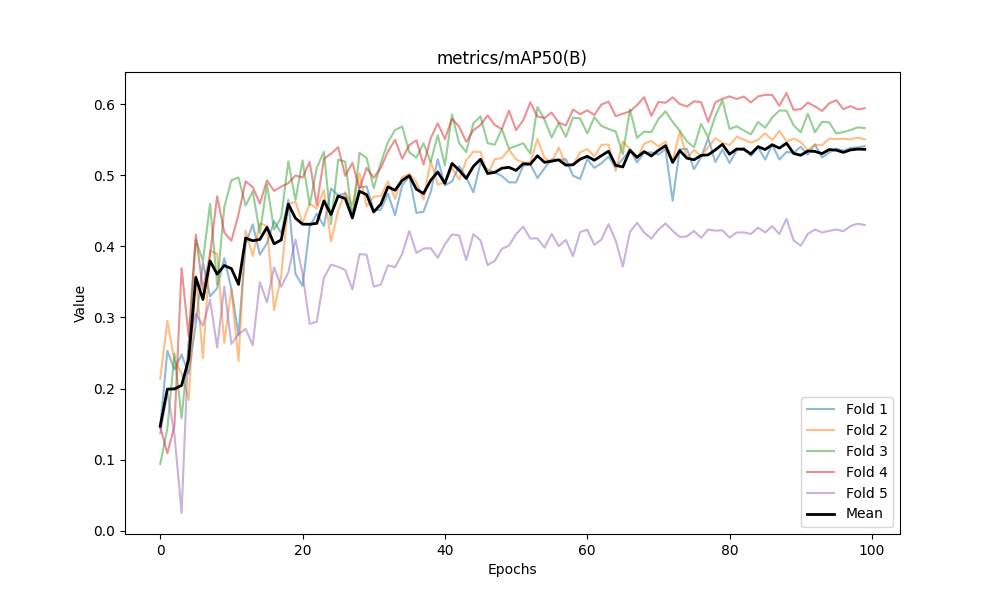 metrics/mAP50(B)
Value
0.6
0.5
0.4
0.3
0.2
0.1
0.0
0 20 40 60 80 100
Epochs
Fold 1
Fold 2
Fold 3
Fold 4
Fold 5
Mean